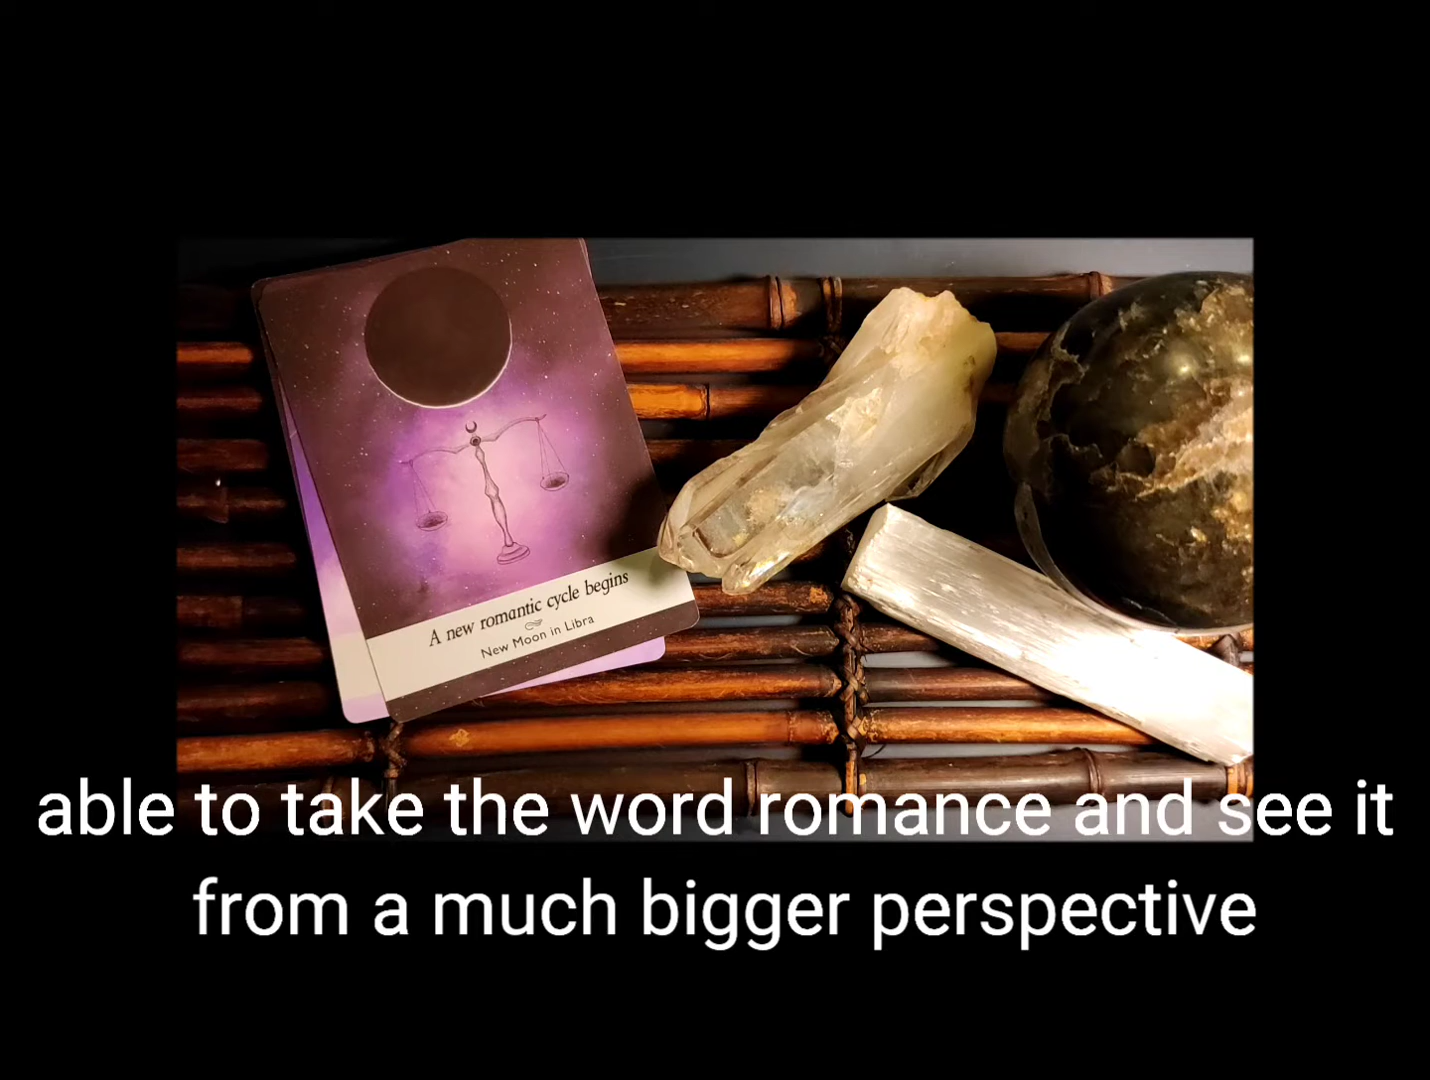 A new romantic cycle begins
New Moon in Libra
able to take the word romance and see it
from a much bigger perspective